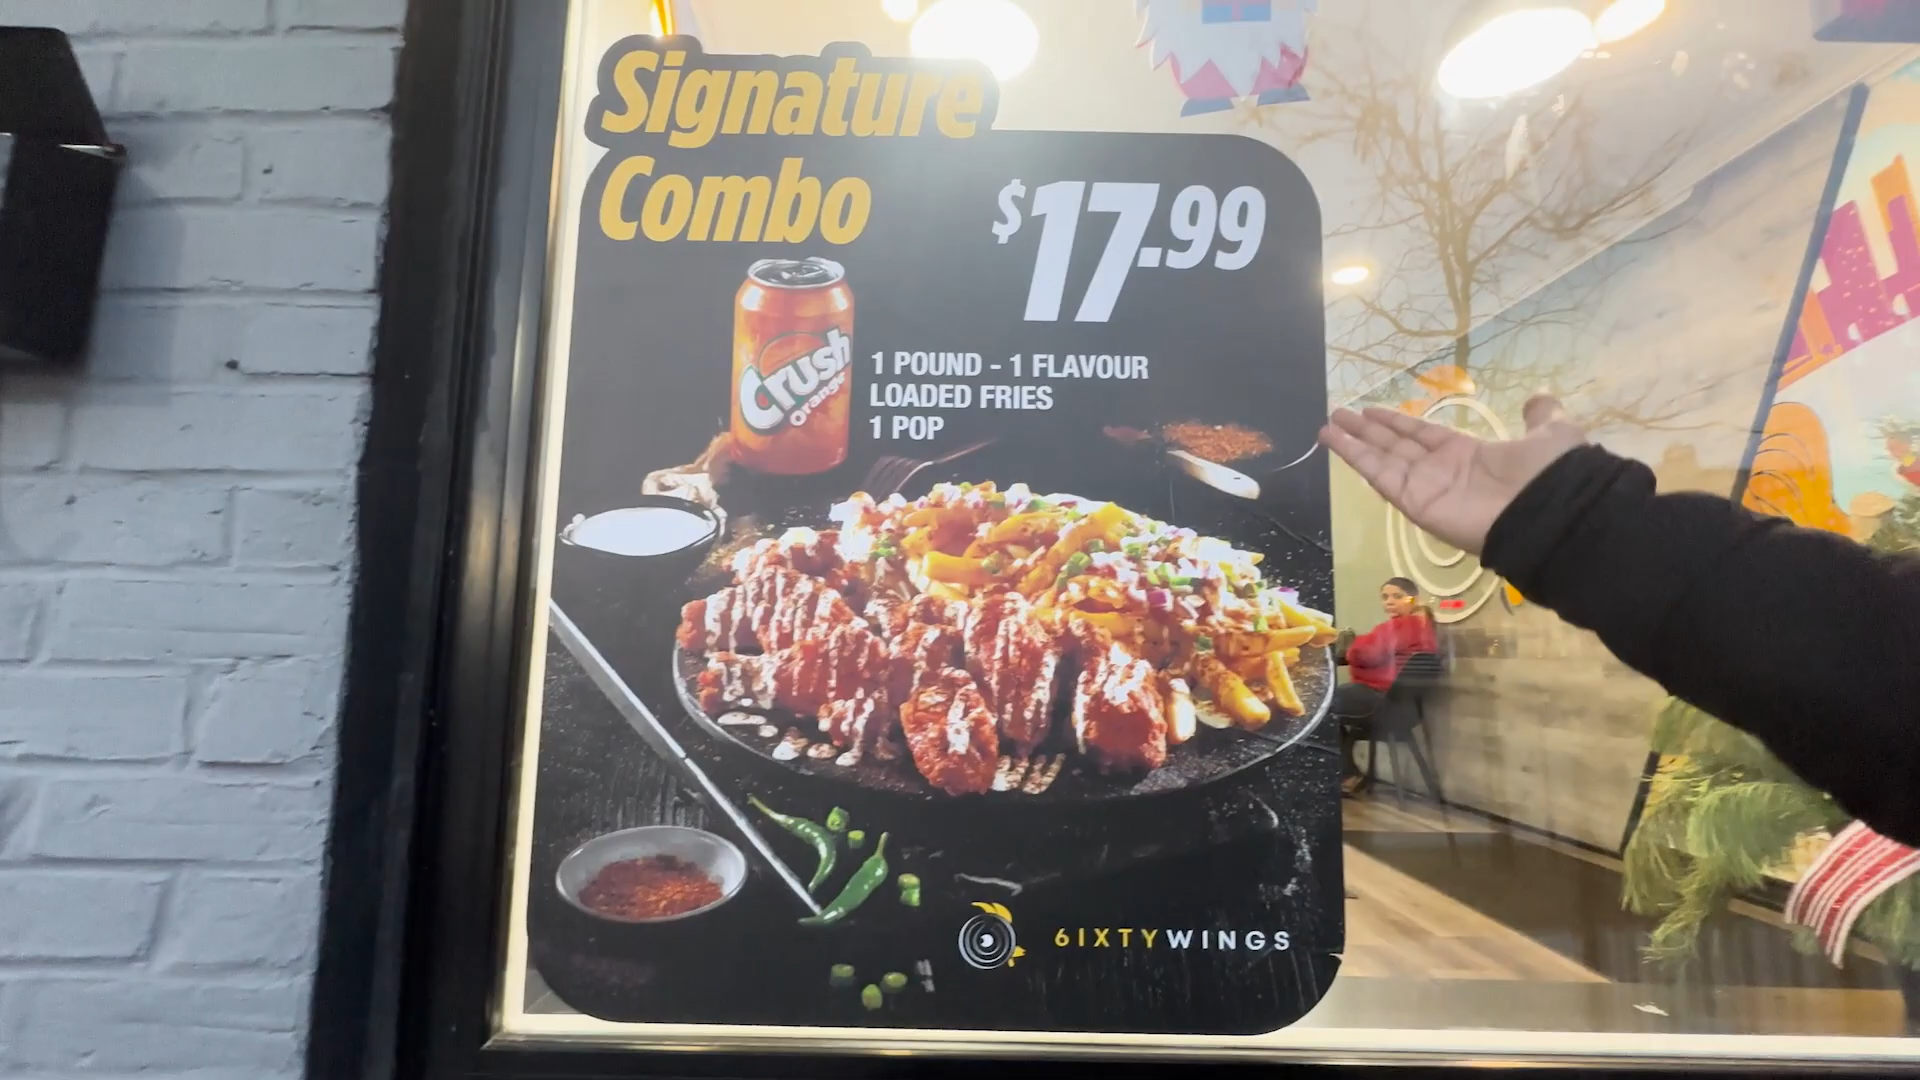 Signature
Combo
$17.99
Crush
Orange
1 POUND - 1 FLAVOUR
LOADED FRIES
1 POP
6IXTYWINGS